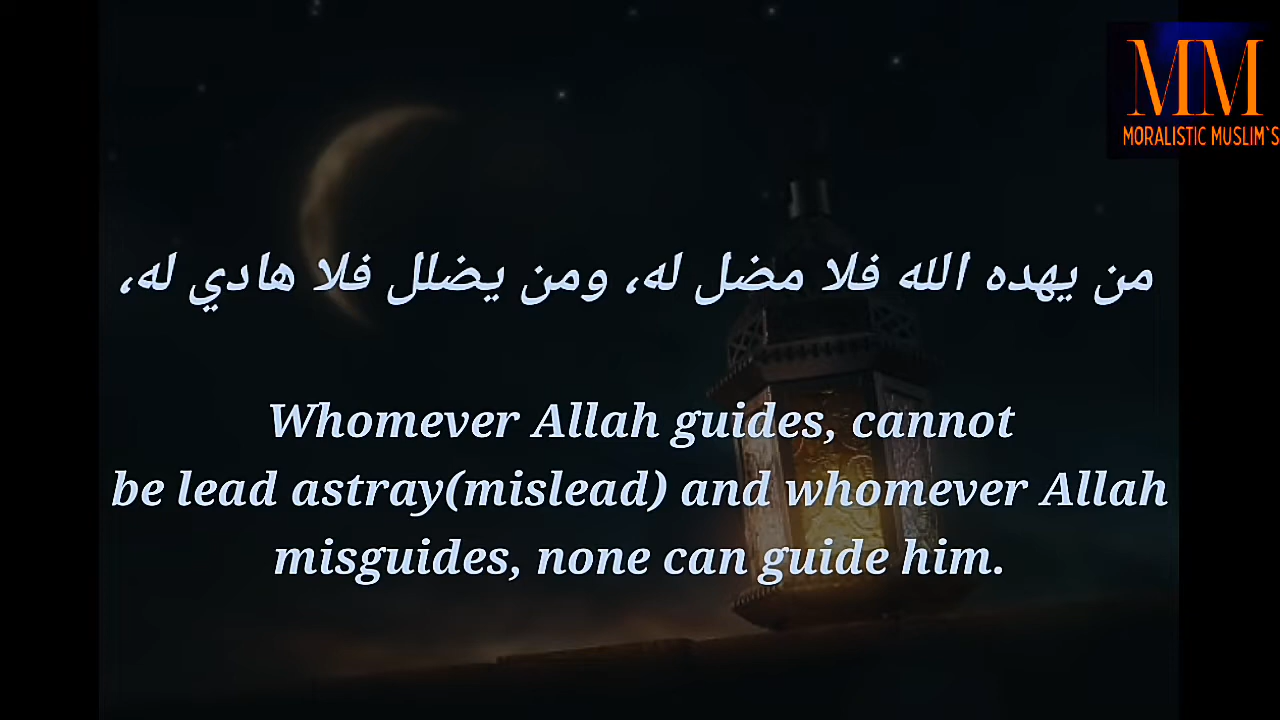 MM
MORALISTIC MUSLIM`S
من يهده الله فلا مضل له، ومن يضلل فلا هادي له،
Whomever Allah guides, cannot
be lead astray(mislead) and whomever Allah
misguides, none can guide him.